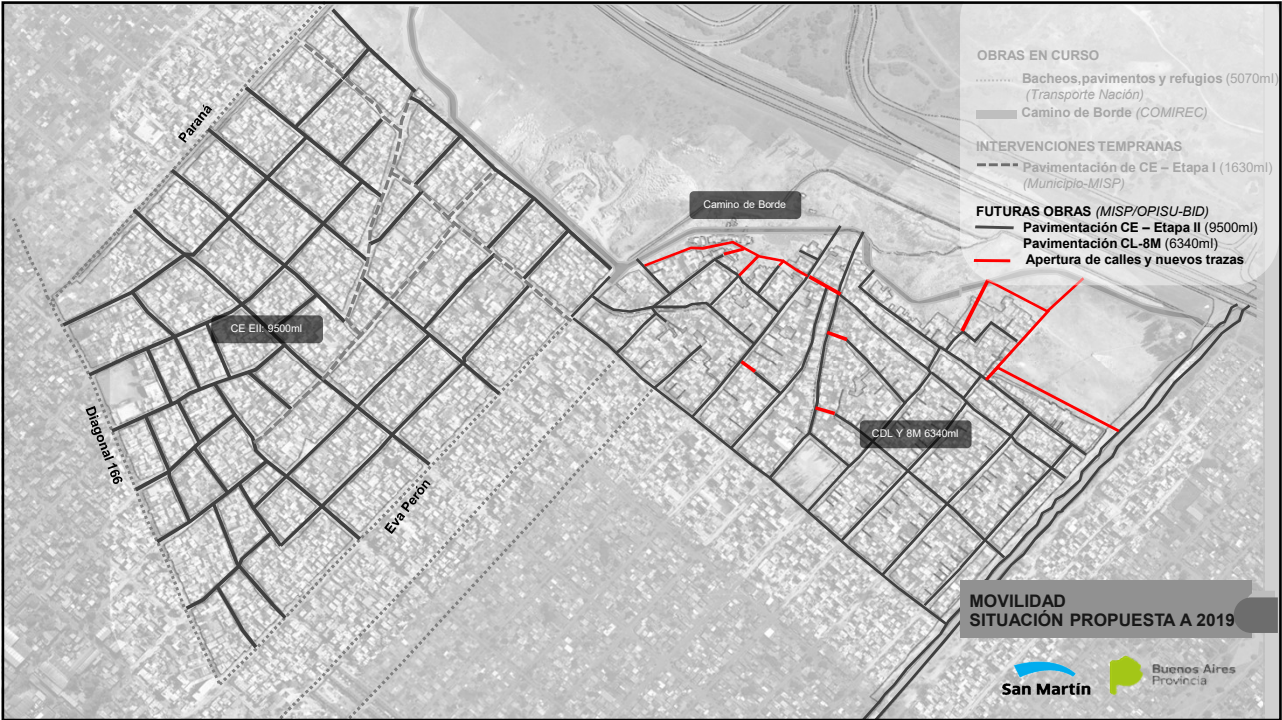 OBRAS EN CURSO
Bacheos,pavimentos y refugios (5070ml)
(Transporte Nación)
Camino de Borde (COMIREC)
INTERVENCIONES TEMPRANAS
Pavimentación de CE – Etapa I (1630ml)
(Municipio-MISP)
FUTURAS OBRAS (MISP/OPISU-BID)
Pavimentación CE – Etapa II (9500ml)
Pavimentación CL-8M (6340ml)
Apertura de calles y nuevos trazas
Paraná
Camino de Borde
CE EII: 9500ml
Diagonal 166
Eva Perón
CDL Y 8M 6340ml
MOVILIDAD
SITUACIÓN PROPUESTA A 2019
San Martín
Buenos Aires
Provincia